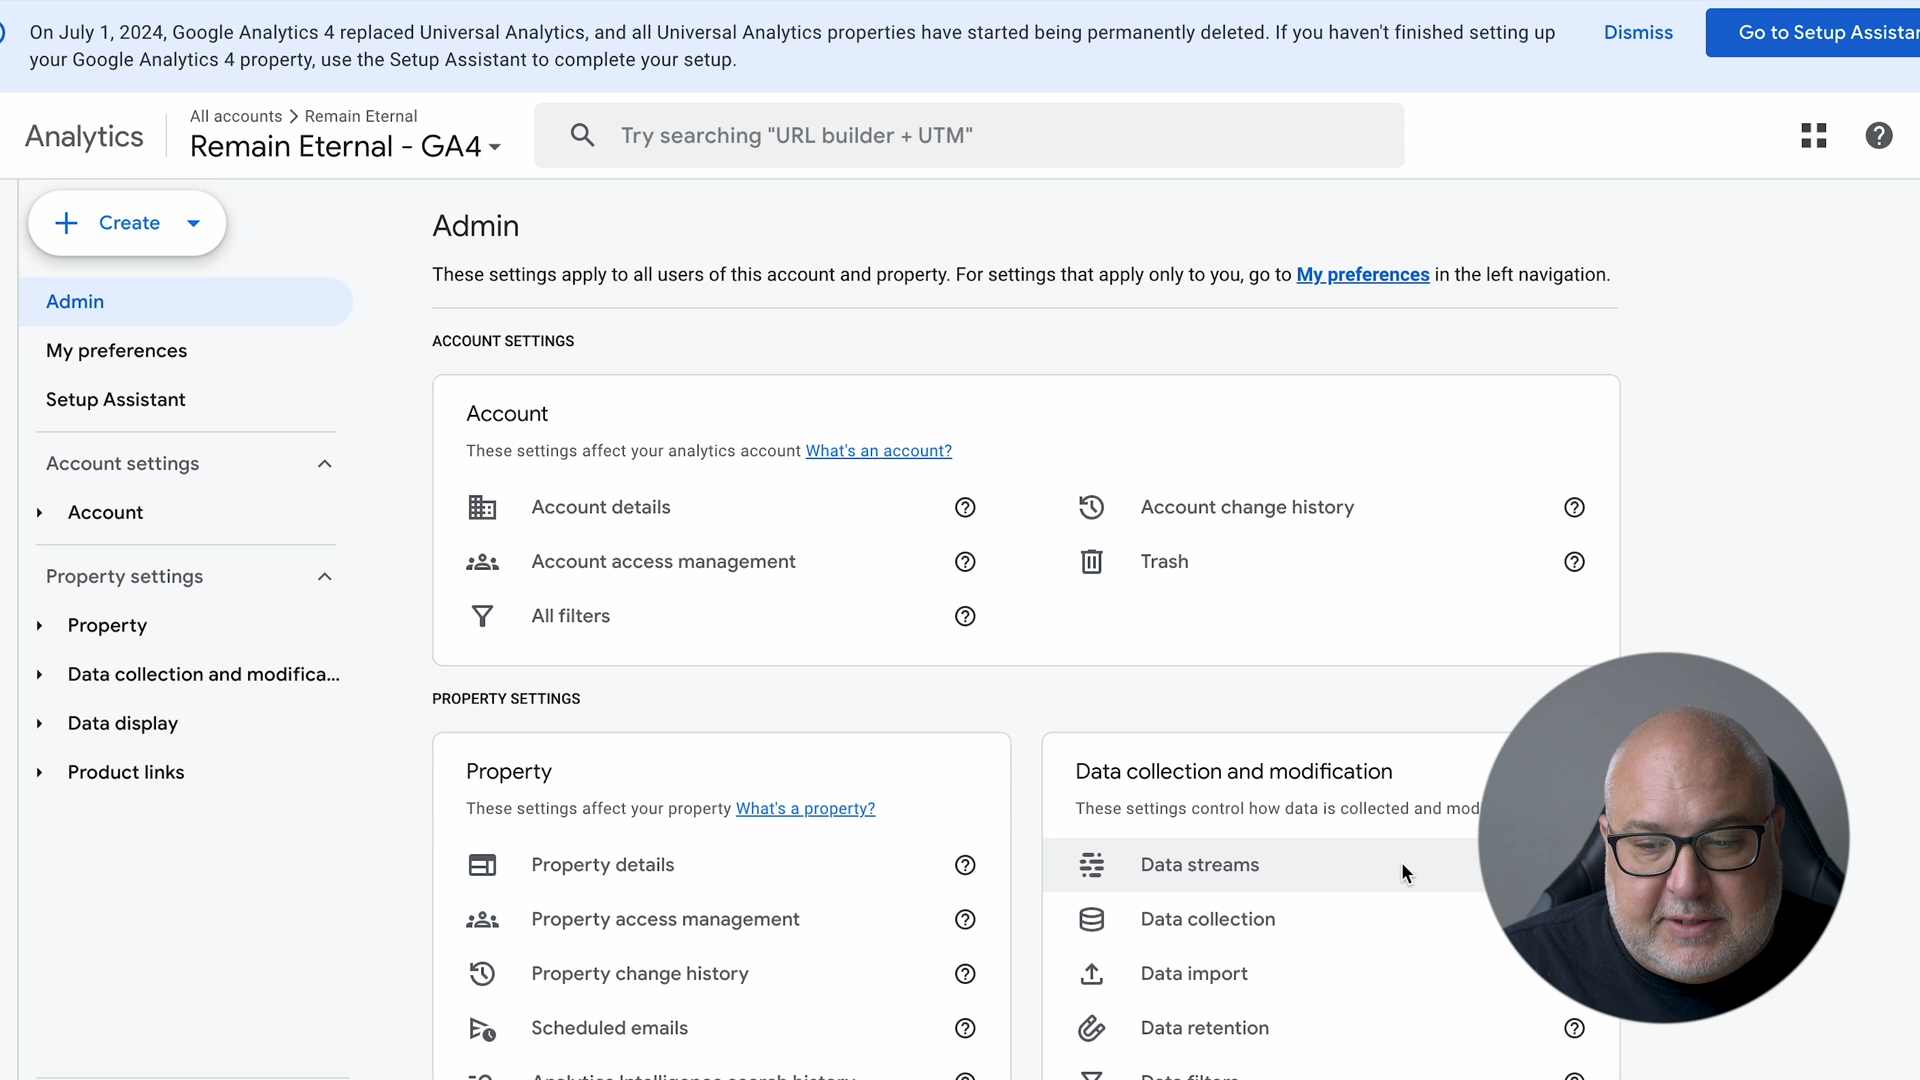 On July 1, 2024, Google Analytics 4 replaced Universal Analytics, and all Universal Analytics properties have started being permanently deleted. If you haven't finished setting up
your Google Analytics 4 property, use the Setup Assistant to complete your setup.
Dismiss
Go to Setup Assistan
Analytics
All accounts > Remain Eternal
Remain Eternal - GA4
Try searching "URL builder + UTM"
Create
Admin
My preferences
Setup Assistant
Account settings
Account
Property settings
Property
Data collection and modifica...
Data display
Product links
Admin
These settings apply to all users of this account and property. For settings that apply only to you, go to My preferences in the left navigation.
ACCOUNT SETTINGS
Account
These settings affect your analytics account What's an account?
Account details
Account change history
Account access management
Trash
All filters
PROPERTY SETTINGS
Property
These settings affect your property What's a property?
Property details
Property access management
Property change history
Scheduled emails
Analytics Intelligence search history
Data collection and modification
These settings control how data is collected and mod
Data streams
Data collection
Data import
Data retention
Data filters